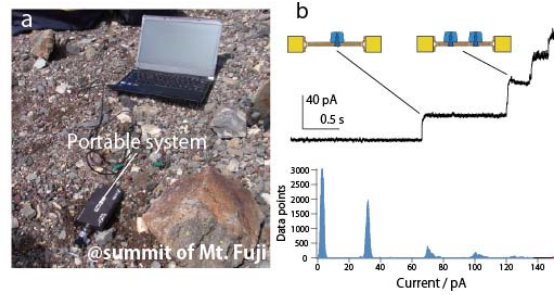 a
Portable system
@summit of Mt. Fuji
b
40 pA
0.5 s
3000
2500
2000
1500
1000
500
0
Data points
0 20 40 60 80 100 120 140
Current / pA